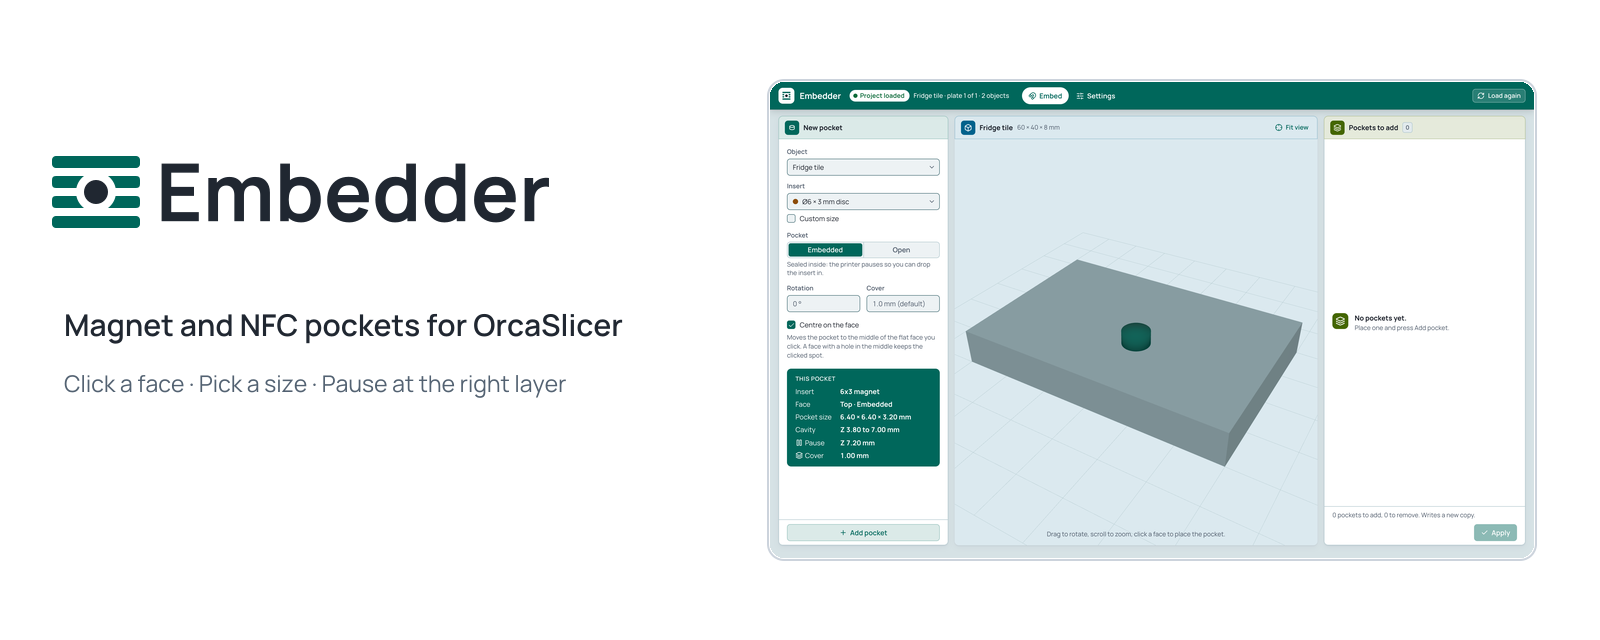 Embedder
Magnet and NFC pockets for OrcaSlicer
Click a face · Pick a size · Pause at the right layer
Embedder
Project loaded
Fridge tile · plate 1 of 1 · 2 objects
Embed
Settings
Load again
New pocket
Object
Fridge tile
Insert
Ø6 × 3 mm disc
Custom size
Pocket
Embedded
Open
Sealed inside: the printer pauses so you can drop
the insert in.
Rotation
Cover
0 °
1.0 mm (default)
Centre on the face
Moves the pocket to the middle of the flat face you
click. A face with a hole in the middle keeps the
clicked spot.
THIS POCKET
Insert 6x3 magnet
Face Top · Embedded
Pocket size 6.40 × 6.40 × 3.20 mm
Cavity Z 3.80 to 7.00 mm
Pause Z 7.20 mm
Cover 1.00 mm
+ Add pocket
Fridge tile 60 × 40 × 8 mm
Fit view
Drag to rotate, scroll to zoom, click a face to place the pocket.
Pockets to add 0
No pockets yet.
Place one and press Add pocket.
0 pockets to add, 0 to remove. Writes a new copy.
Apply